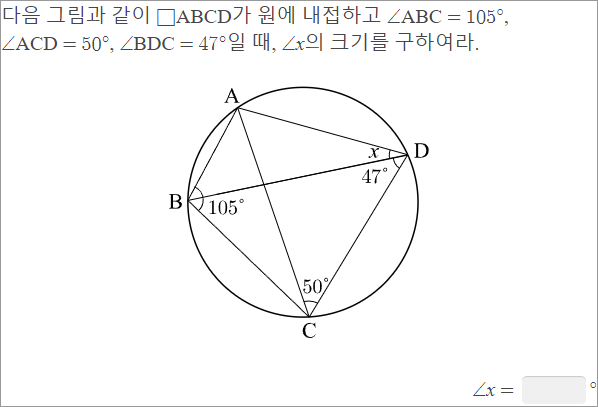 다음 그림과 같이 □ABCD가 원에 내접하고 ∠ABC = 105°,
∠ACD = 50°, ∠BDC = 47°일 때, ∠x의 크기를 구하여라.
A
x
D
47°
B
105°
50°
C
∠x = °